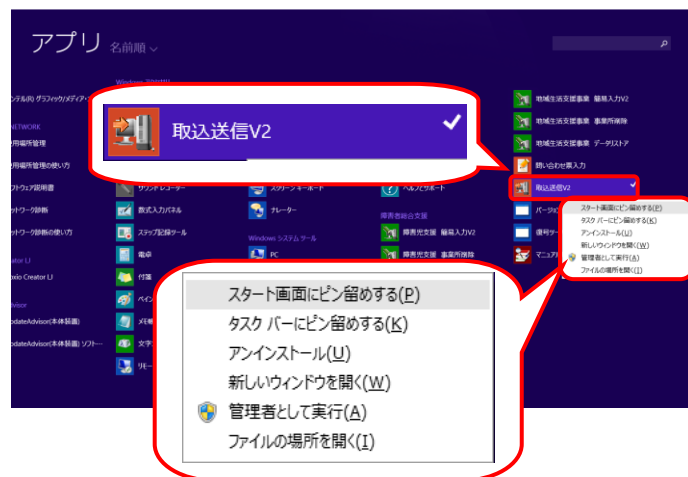 アプリ 名前順
取込送信V2
地域生活支援事業 簡易入力V2
地域生活支援事業 事業所削除
地域生活支援事業 データリストア
問い合わせ票入力
取込送信V2
NETWORK
サウンド レコーダー
スクリーン キーボード
ヘルプとサポート
数式入力パネル
ナレーター
障害者総合支援
ステップ記録ツール
Windows システム ツール
障害児支援 簡易入力V2
電卓
PC
障害児支援 事業所削除
付箋
スタート画面にピン留めする(P)
タスク バーにピン留めする(K)
アンインストール(U)
新しいウィンドウを開く(W)
管理者として実行(A)
ファイルの場所を開く(I)
スタート画面にピン留めする(P)
タスク バーにピン留めする(K)
アンインストール(U)
新しいウィンドウを開く(W)
管理者として実行(A)
ファイルの場所を開く(I)